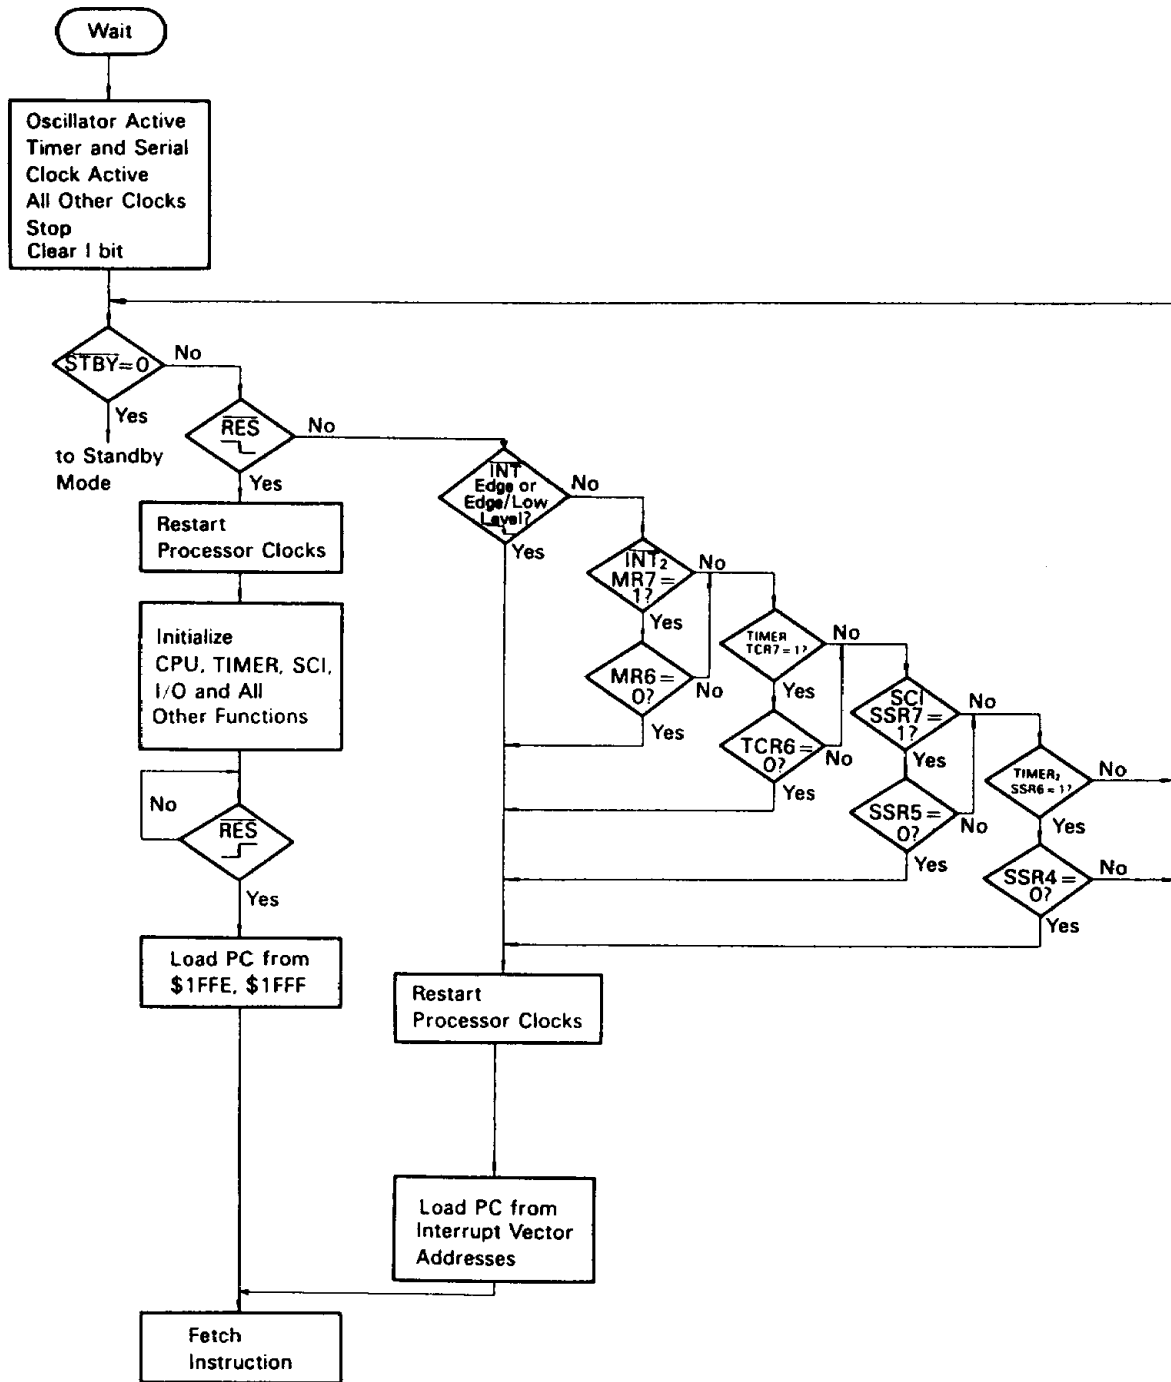 Wait
Oscillator Active
Timer and Serial
Clock Active
All Other Clocks
Stop
Clear I bit
STBY=0
No
Yes
to Standby
Mode
RES
No
Yes
Restart
Processor Clocks
Initialize
CPU, TIMER, SCI,
I/O and All
Other Functions
No
RES
Yes
Load PC from
$1FFE, $1FFF
INT
Edge or
Edge/Low
Level?
No
Yes
INT2
MR7=
1?
No
Yes
MR6=
0?
No
Yes
TIMER
TCR7=1?
No
Yes
TCR6=
0?
No
Yes
SCI
SSR7=
1?
No
Yes
SSR5=
0?
No
Yes
TIMER2
SSR6=1?
No
Yes
SSR4=
0?
No
Yes
Restart
Processor Clocks
Load PC from
Interrupt Vector
Addresses
Fetch
Instruction